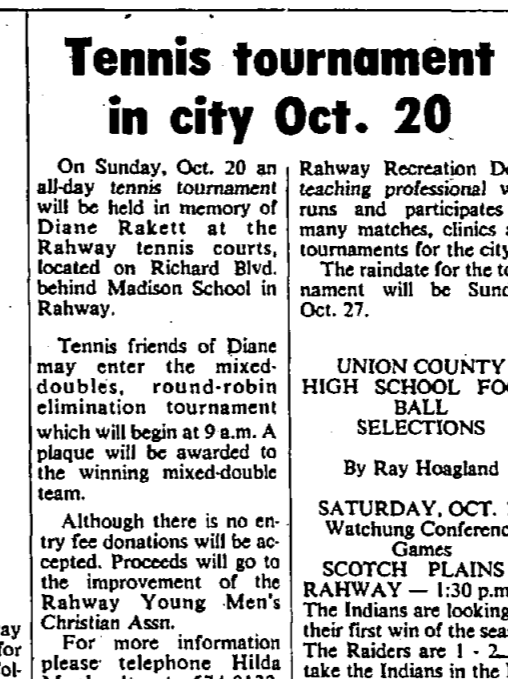 Tennis tournament
in city Oct. 20
On Sunday, Oct. 20 an
all-day tennis tournament
will be held in memory of
Diane Rakett at the
Rahway tennis courts,
located on Richard Blvd.
behind Madison School in
Rahway.
Tennis friends of Diane
may enter the mixed-
doubles, round-robin
elimination tournament
which will begin at 9 a.m. A
plaque will be awarded to
the winning mixed-double
team.
Although there is no en-
try fee donations will be ac-
cepted. Proceeds will go to
the improvement of the
Rahway Young Men's
Christian Assn.
For more information
please telephone Hilda
Rahway Recreation
teaching professional
runs and participates
many matches, clinics
tournaments for the city
The raindate for the
nament will be
Oct. 27.
UNION COUNTY
HIGH SCHOOL
BALL
SELECTIONS
By Ray Hoagland
SATURDAY, OCT.
Watchung
Games
SCOTCH PLAINS
RAHWAY — 1:30 p.m
The Indians are looking
their first win of the
The Raiders are 1 - 2
take the Indians in the